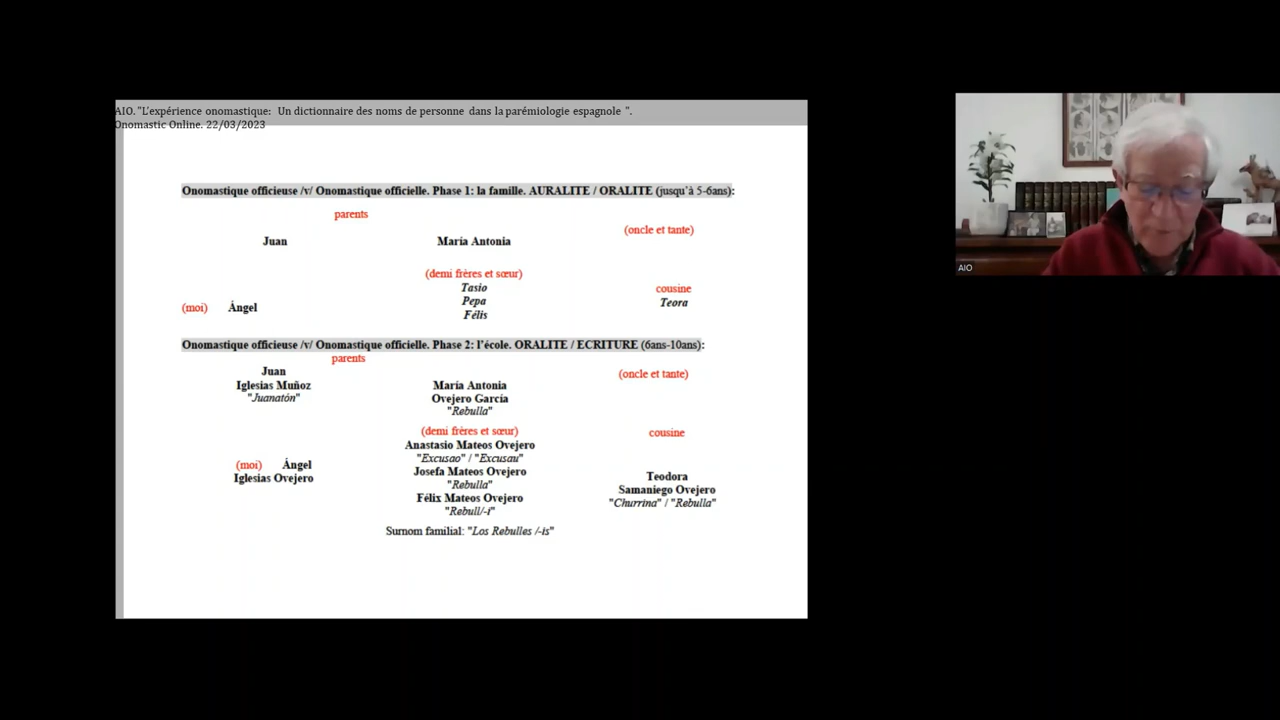 AIO. "L'expérience onomastique: Un dictionnaire des noms de personne dans la parémiologie espagnole ".
Onomastic Online. 22/03/2023
Onomastique officieuse /v/ Onomastique officielle. Phase 1: la famille. AURALITE / ORALITE (jusqu'à 5-6ans):
parents
(oncle et tante)
Juan
María Antonia
(demi frères et sœur)
Tasio
cousine
Pepa
Teora
(moi) Ángel
Félis
Onomastique officieuse /v/ Onomastique officielle. Phase 2: l'école. ORALITE / ECRITURE (6ans-10ans):
parents
Juan
(oncle et tante)
Iglesias Muñoz
María Antonia
"Juanatón"
Ovejero García
"Rebulla"
(demi frères et sœur)
cousine
Anastasio Mateos Ovejero
"Excusao" / "Excusau"
(moi) Ángel
Josefa Mateos Ovejero
Iglesias Ovejero
Teodora
"Rebulla"
Samaniego Ovejero
Félix Mateos Ovejero
"Churrina" / "Rebulla"
"Rebull/-i"
Surnom familial: "Los Rebulles /-is"
AIO